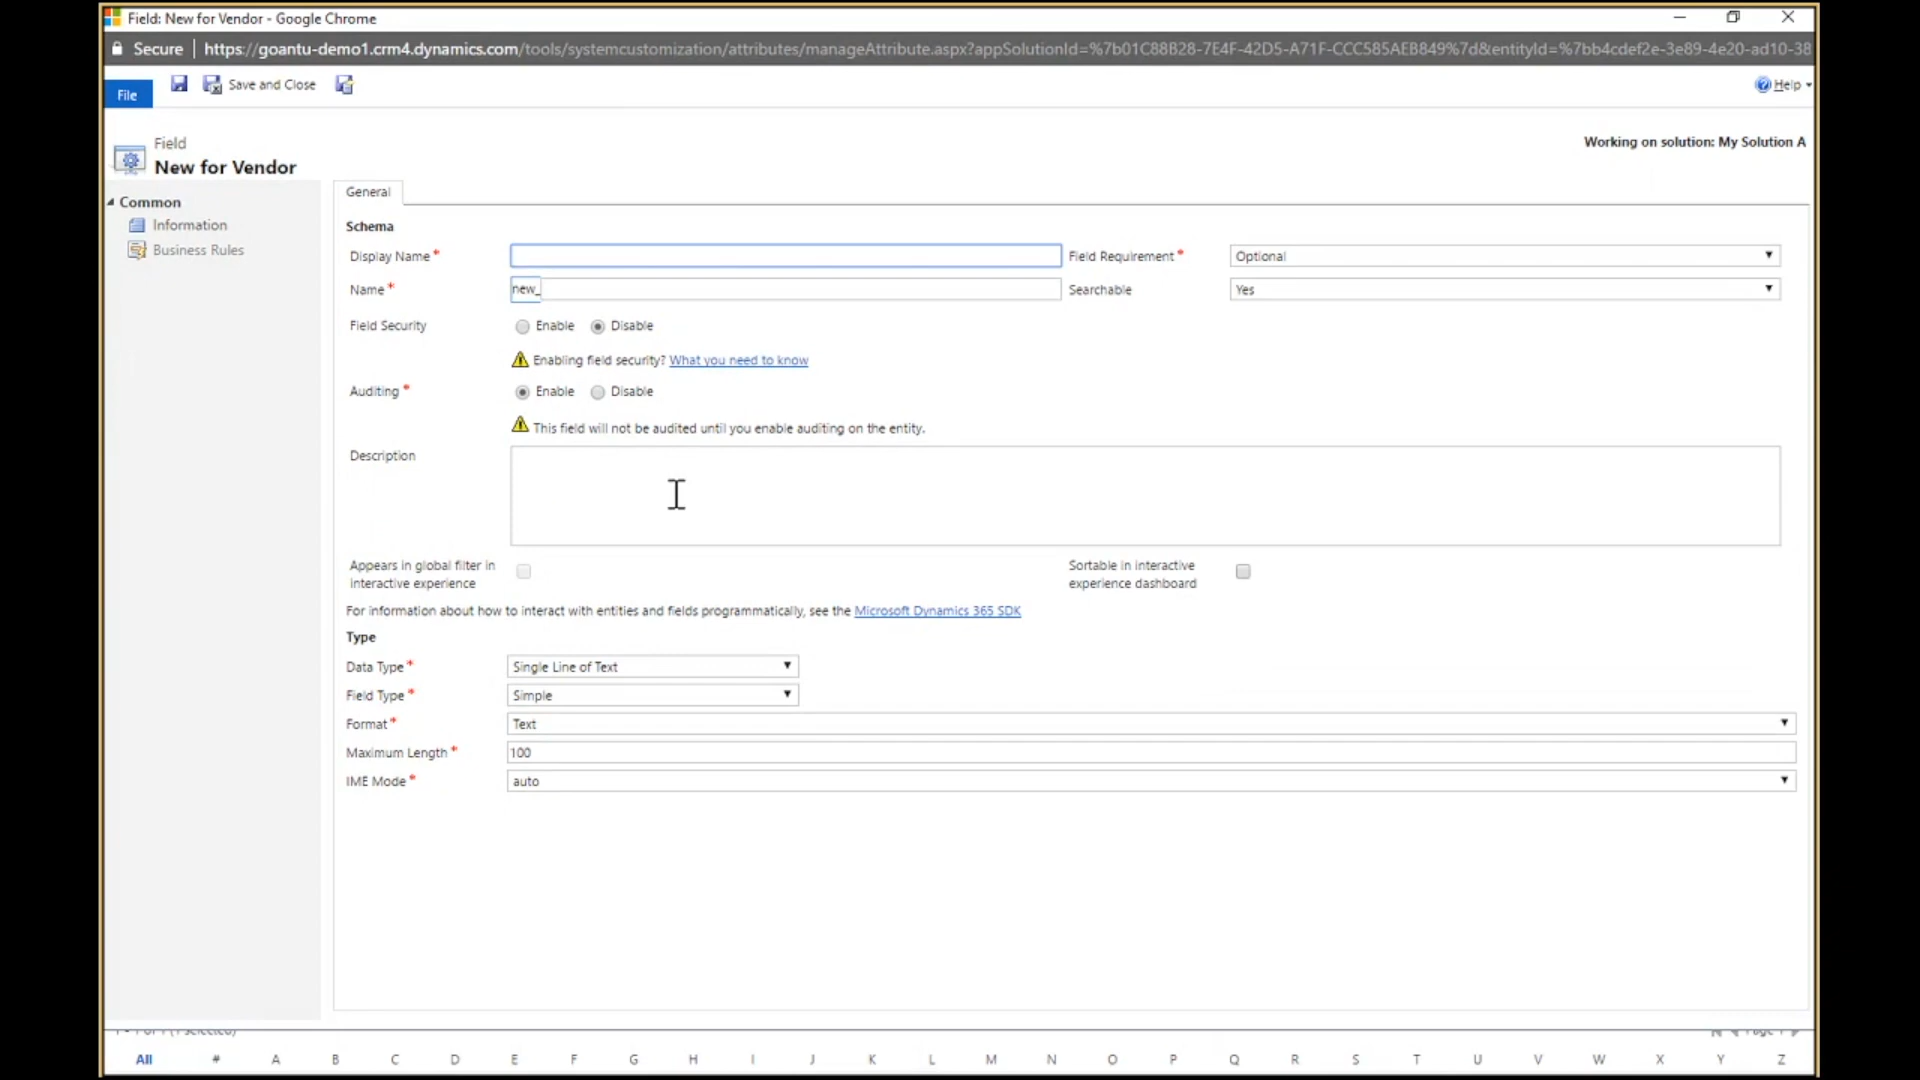 Field: New for Vendor - Google Chrome
Secure https://goantu-demo1.crm4.dynamics.com/tools/systemcustomization/attributes/manageAttribute.aspx?appSolutionId=%7b01C88B28-7E4F-42D5-A71F-CCC585AEB849%7d&entityId=%7bb4cdef2e-3e89-4e20-ad10-38
File Save and Close Help
Field
New for Vendor
Working on solution: My Solution A
Common
Information
Business Rules
General
Schema
Display Name * Field Requirement * Optional
Name * new_ Searchable Yes
Field Security Enable Disable
Enabling field security? What you need to know
Auditing * Enable Disable
This field will not be audited until you enable auditing on the entity.
Description
Appears in global filter in interactive experience
Sortable in interactive experience dashboard
For information about how to interact with entities and fields programmatically, see the Microsoft Dynamics 365 SDK
Type
Data Type * Single Line of Text
Field Type * Simple
Format * Text
Maximum Length * 100
IME Mode * auto
All # A B C D E F G H I J K L M N O P Q R S T U V W X Y Z